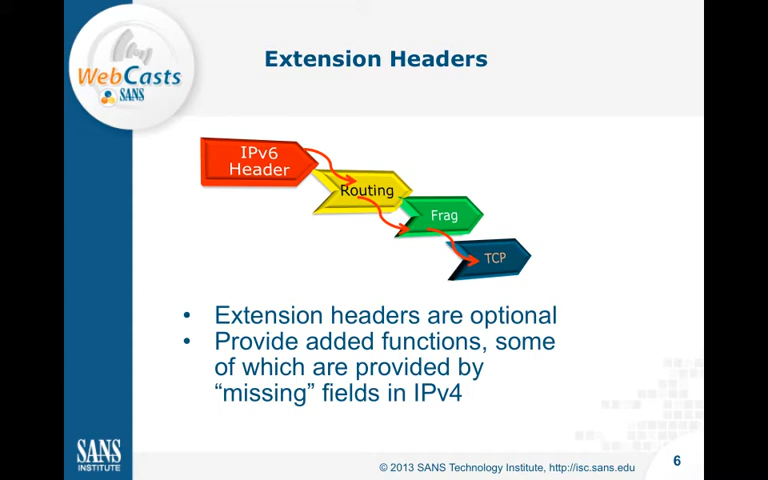 Extension Headers
WebCasts
SANS
IPv6
Header
Routing
Frag
TCP
• Extension headers are optional
• Provide added functions, some
of which are provided by
“missing” fields in IPv4
SANS
INSTITUTE
© 2013 SANS Technology Institute, http://isc.sans.edu
6